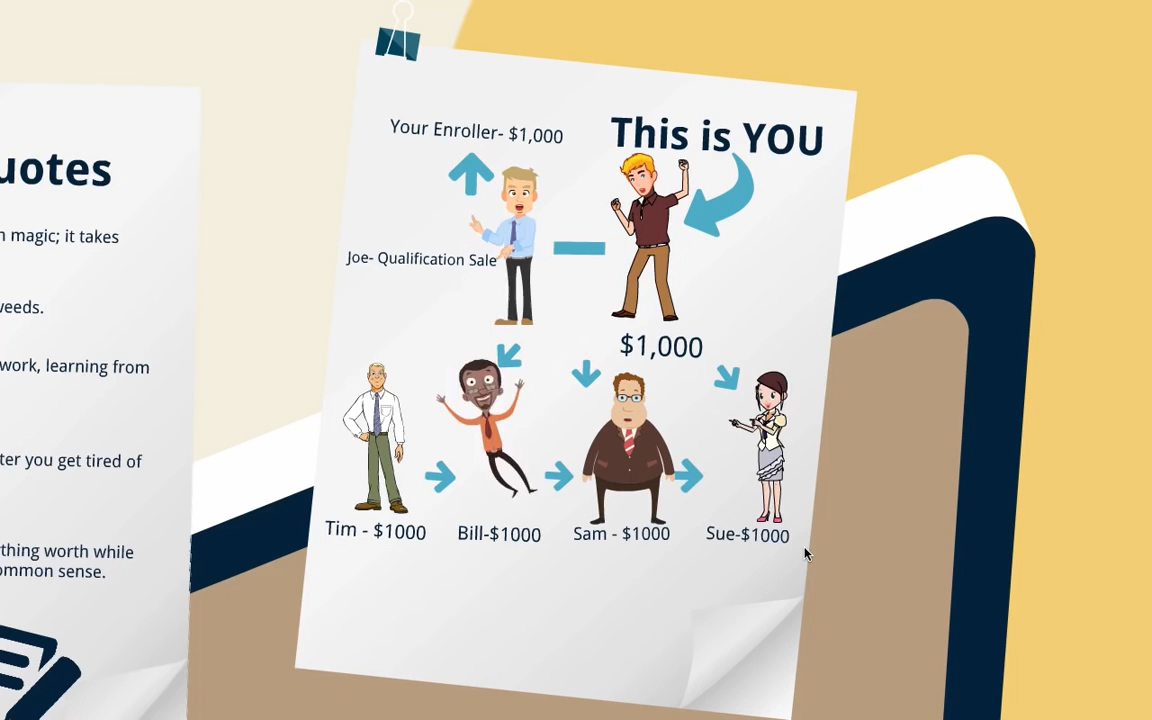 uotes
magic; it takes
weeds.
work, learning from
ter you get tired of
thing worth while
ommon sense.
Your Enroller- $1,000
This is YOU
Joe- Qualification Sale
$1,000
Tim - $1000
Bill-$1000
Sam - $1000
Sue-$1000